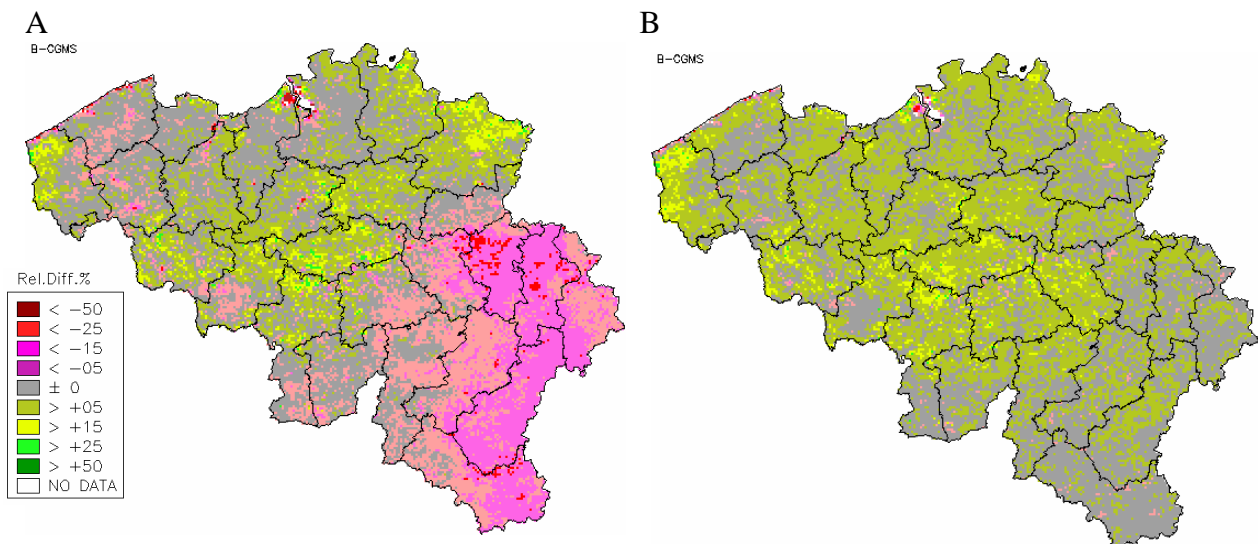 A
B
B-CGMS
B-CGMS
Rel.Diff.%
< -50
< -25
< -15
< -05
± 0
> +05
> +15
> +25
> +50
NO DATA